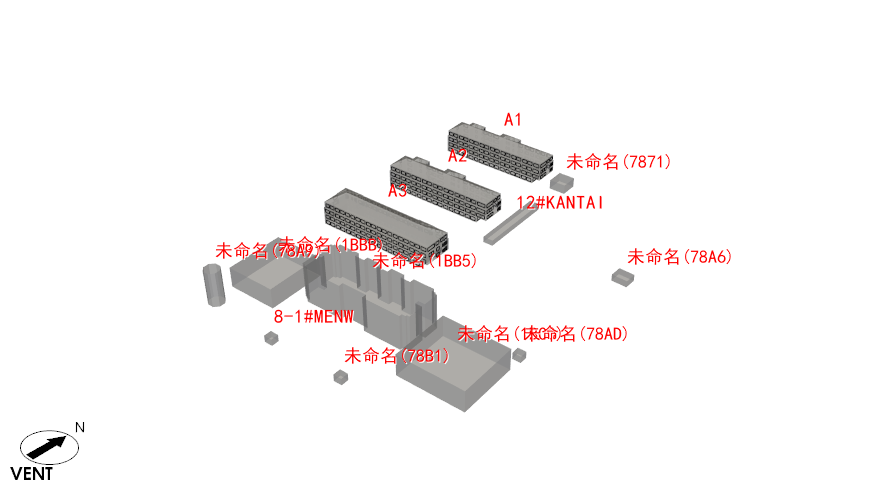 A1
A2
未命名(7871)
A3
12#KANTAI
未命名(1BBB)
未命名(78A9)
未命名(1BB5)
未命名(78A6)
8-1#MENW
未命名(78AD)
未命名(78B1)
N
VENT